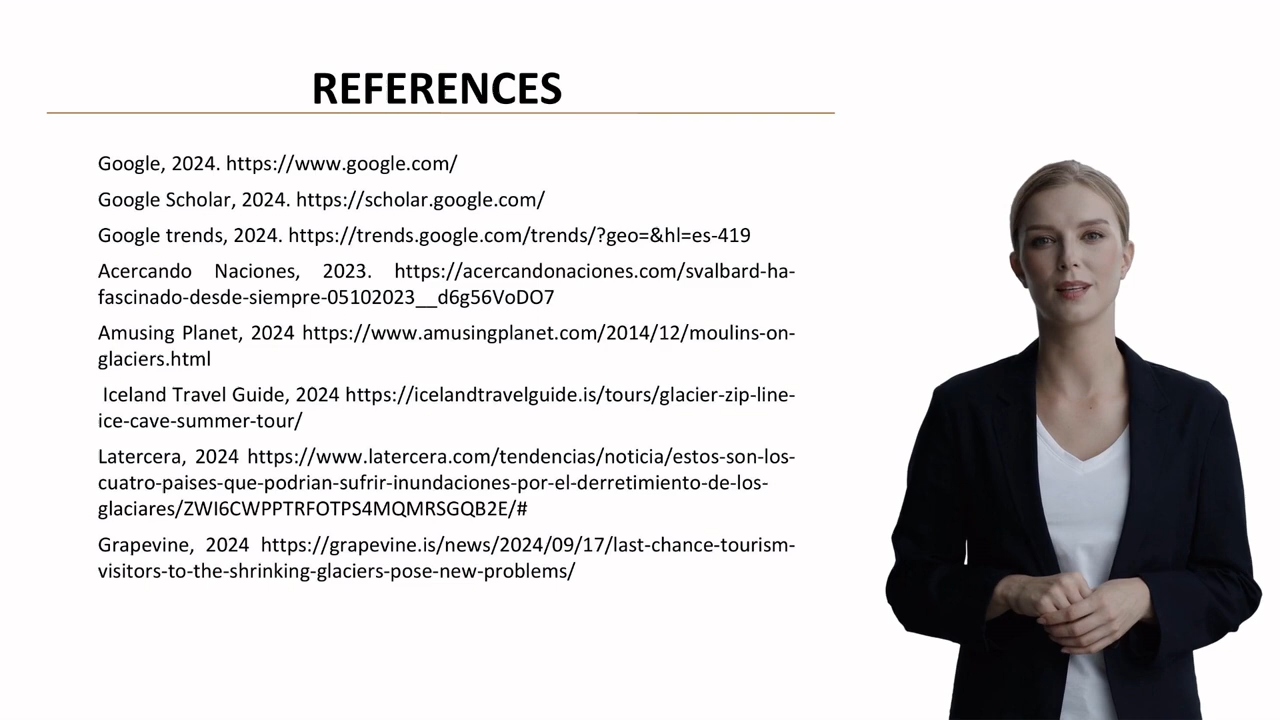 REFERENCES
Google, 2024. https://www.google.com/
Google Scholar, 2024. https://scholar.google.com/
Google trends, 2024. https://trends.google.com/trends/?geo=&hl=es-419
Acercando Naciones, 2023. https://acercandonaciones.com/svalbard-ha-
fascinado-desde-siempre-05102023__d6g56VoDO7
Amusing Planet, 2024 https://www.amusingplanet.com/2014/12/moulins-on-
glaciers.html
Iceland Travel Guide, 2024 https://icelandtravelguide.is/tours/glacier-zip-line-
ice-cave-summer-tour/
Latercera, 2024 https://www.latercera.com/tendencias/noticia/estos-son-los-
cuatro-paises-que-podrian-sufrir-inundaciones-por-el-derretimiento-de-los-
glaciares/ZWI6CWPPTRFOTPS4MQMRSGQB2E/#
Grapevine, 2024 https://grapevine.is/news/2024/09/17/last-chance-tourism-
visitors-to-the-shrinking-glaciers-pose-new-problems/